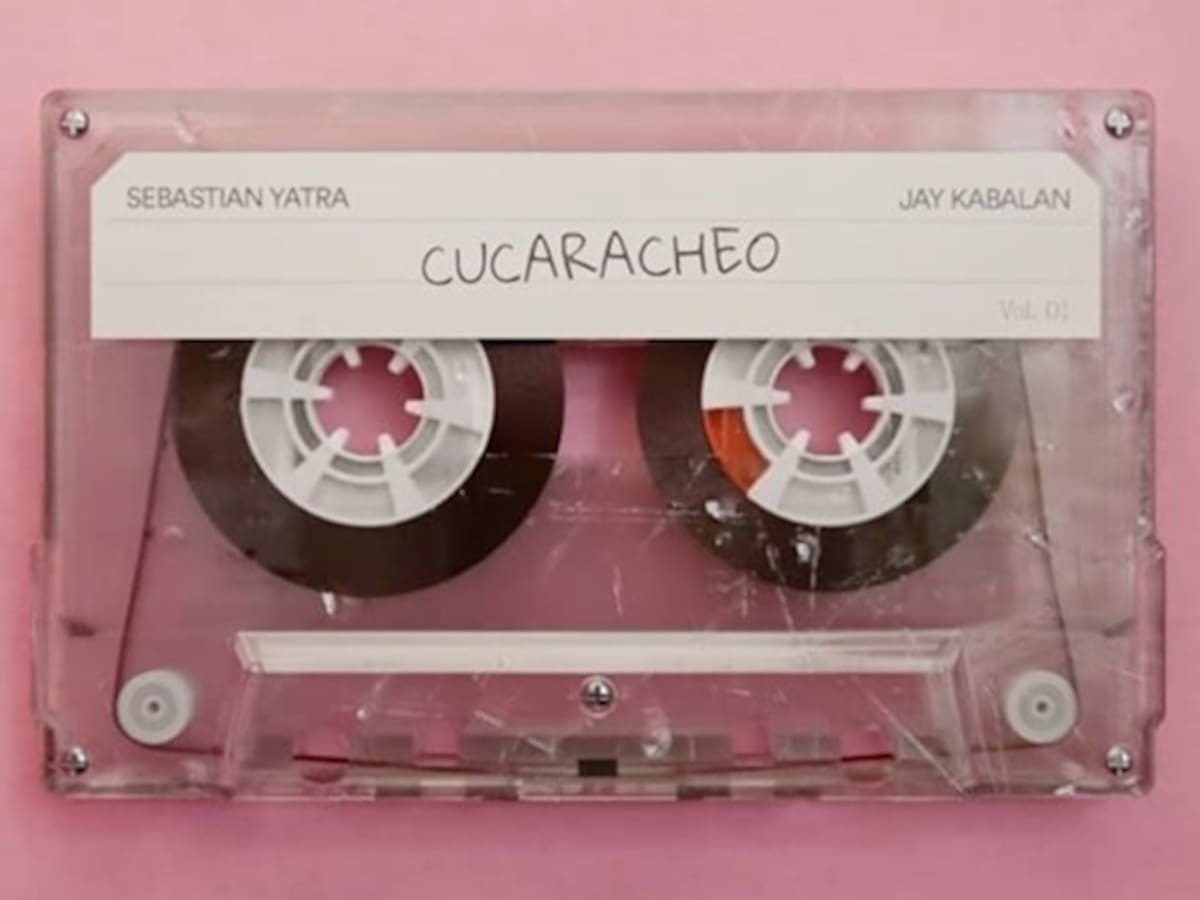 SEBASTIAN YATRA JAY KABALAN
CUCARACHEO
Vol. 01